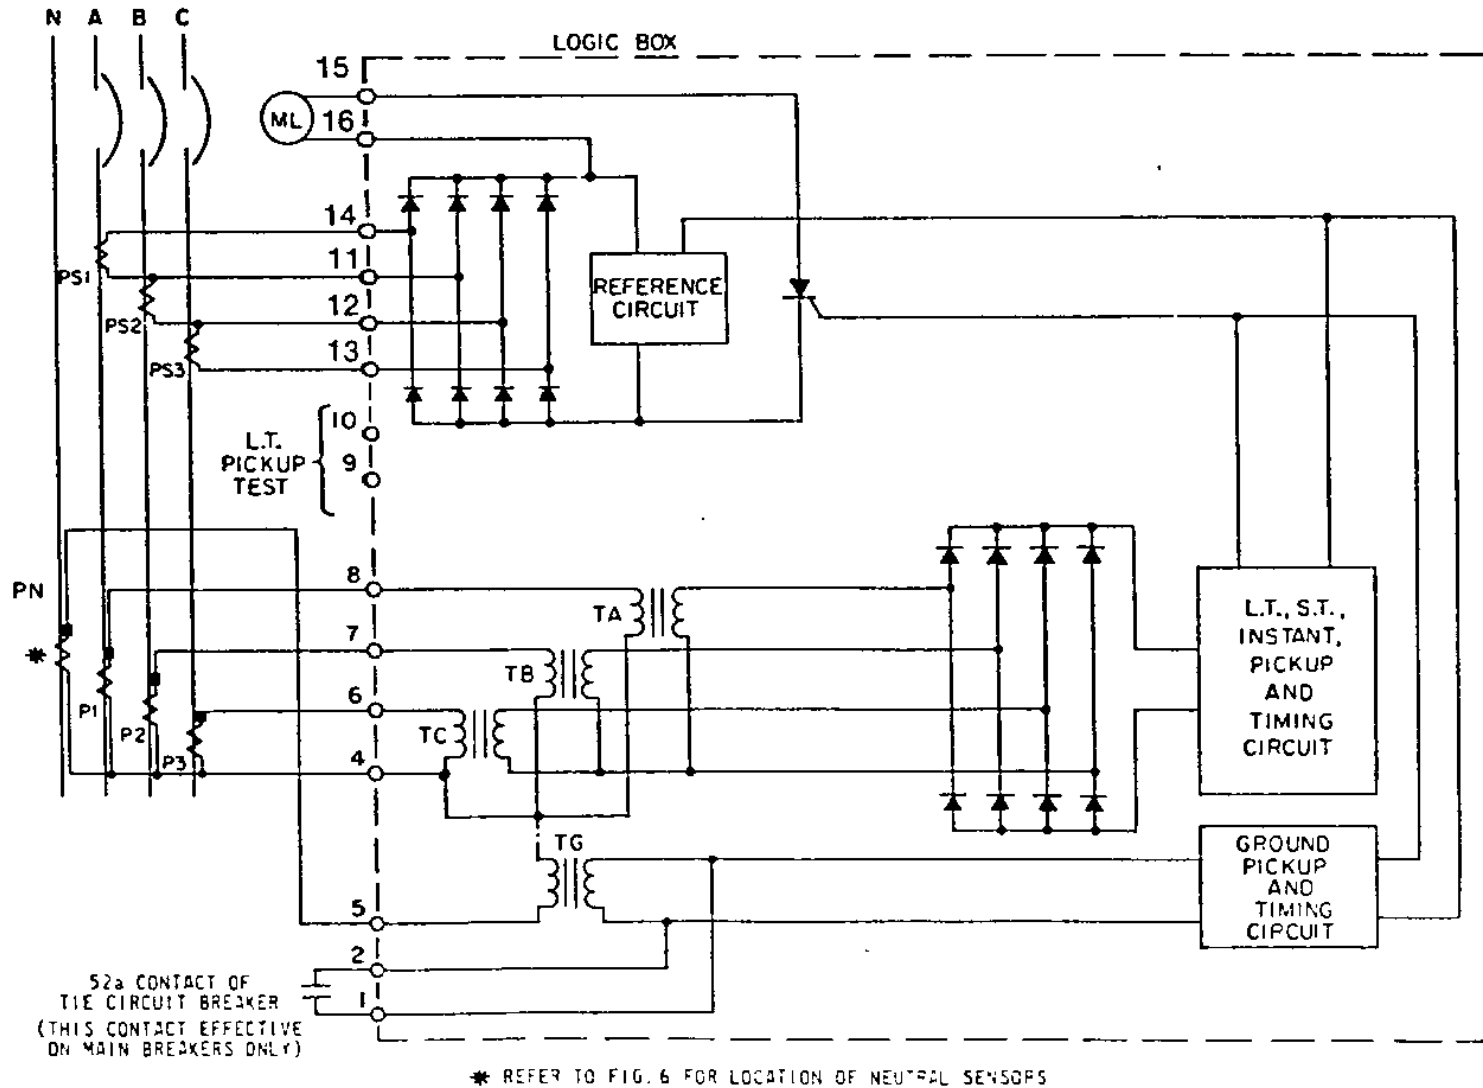 N A B C
LOGIC BOX
15
ML
16
14
11
PS1
12
PS2
13
PS3
REFERENCE
CIRCUIT
10
L.T.
PICKUP
TEST
9
PN
*
8
TA
7
TB
6
TC
P1
P2
P3
4
L.T., S.T.,
INSTANT,
PICKUP
AND
TIMING
CIRCUIT
TG
GROUND
PICKUP
AND
TIMING
CIRCUIT
5
2
1
52a CONTACT OF
TIE CIRCUIT BREAKER
(THIS CONTACT EFFECTIVE
ON MAIN BREAKERS ONLY)
* REFER TO FIG. 6 FOR LOCATION OF NEUTRAL SENSORS